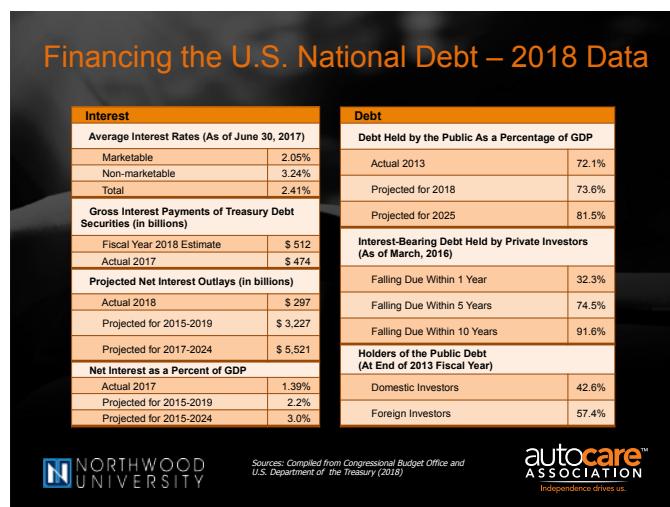 Financing the U.S. National Debt – 2018 Data
Interest
Average Interest Rates (As of June 30, 2017)
Marketable 2.05%
Non-marketable 3.24%
Total 2.41%
Gross Interest Payments of Treasury Debt
Securities (in billions)
Fiscal Year 2018 Estimate $ 512
Actual 2017 $ 474
Projected Net Interest Outlays (in billions)
Actual 2018 $ 297
Projected for 2015-2019 $ 3,227
Projected for 2017-2024 $ 5,521
Net Interest as a Percent of GDP
Actual 2017 1.39%
Projected for 2015-2019 2.2%
Projected for 2015-2024 3.0%
Debt
Debt Held by the Public As a Percentage of GDP
Actual 2013 72.1%
Projected for 2018 73.6%
Projected for 2025 81.5%
Interest-Bearing Debt Held by Private Investors
(As of March, 2016)
Falling Due Within 1 Year 32.3%
Falling Due Within 5 Years 74.5%
Falling Due Within 10 Years 91.6%
Holders of the Public Debt
(At End of 2013 Fiscal Year)
Domestic Investors 42.6%
Foreign Investors 57.4%
N NORTHWOOD
UNIVERSITY
Sources: Compiled from Congressional Budget Office and
U.S. Department of the Treasury (2018)
autocare™
ASSOCIATION
Independence drives us.